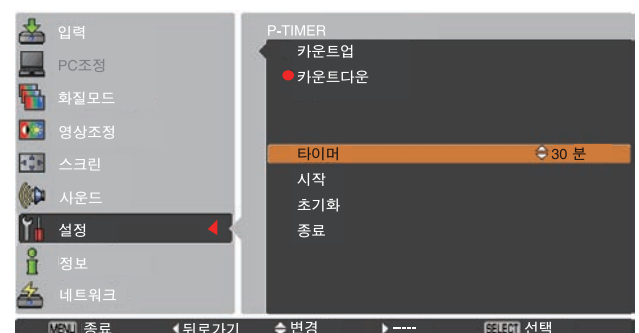 입력
PC조정
화질모드
영상조정
스크린
사운드
설정
정보
네트워크
P-TIMER
카운트업
카운트다운
타이머 30 분
시작
초기화
종료
MENU 종료 뒤로가기 변경 ---- SELECT 선택